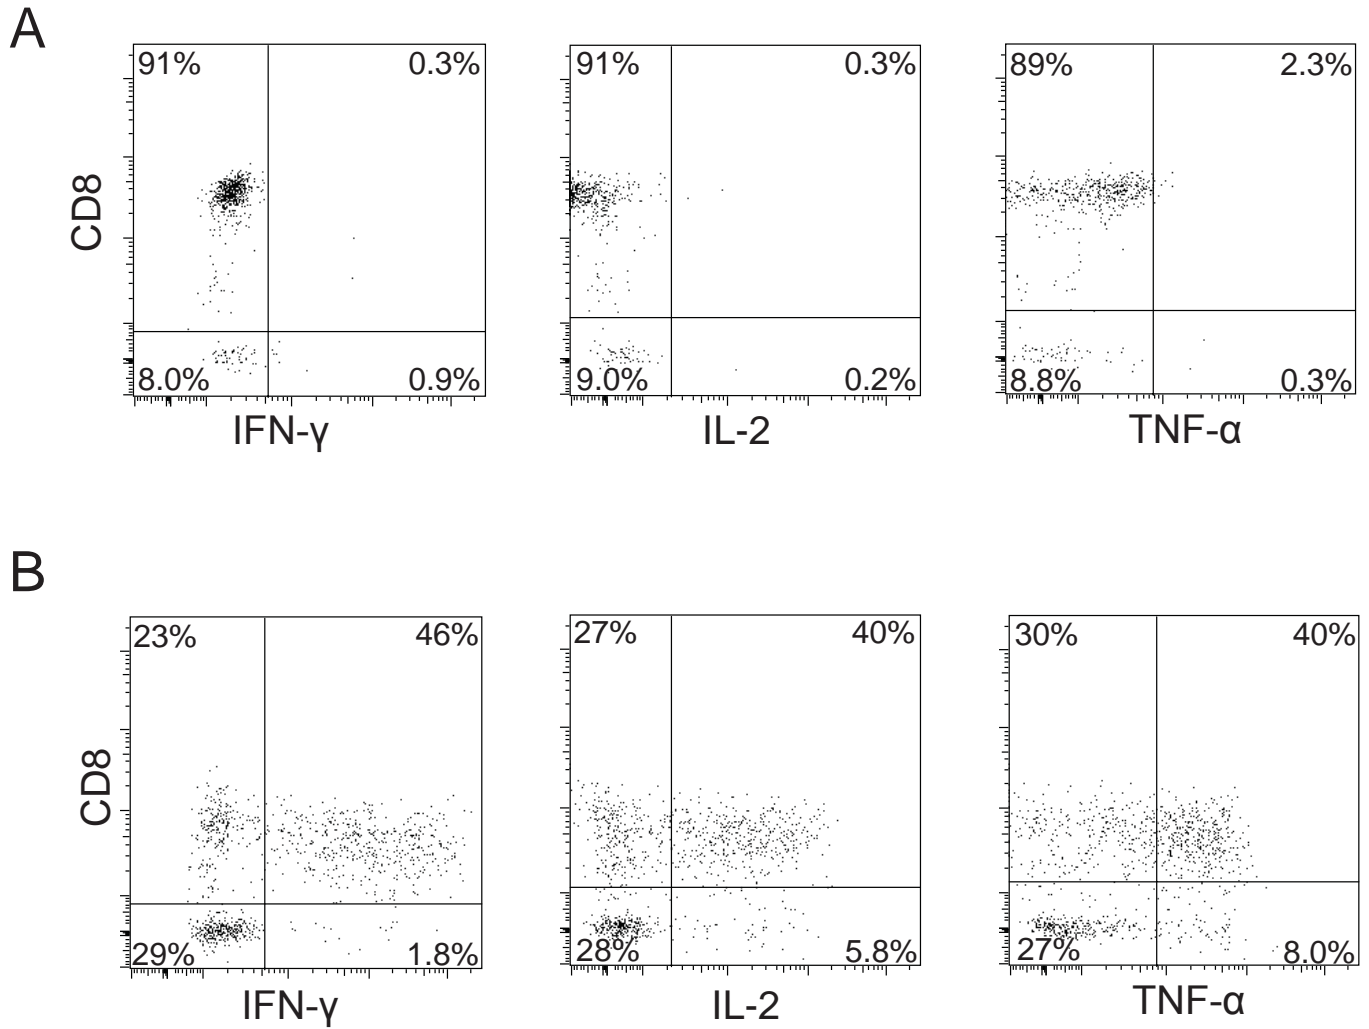 A
91% 0.3%
91% 0.3%
89% 2.3%
CD8
8.0% 0.9%
9.0% 0.2%
8.8% 0.3%
IFN-γ
IL-2
TNF-α
B
23% 46%
27% 40%
30% 40%
CD8
29% 1.8%
28% 5.8%
27% 8.0%
IFN-γ
IL-2
TNF-α